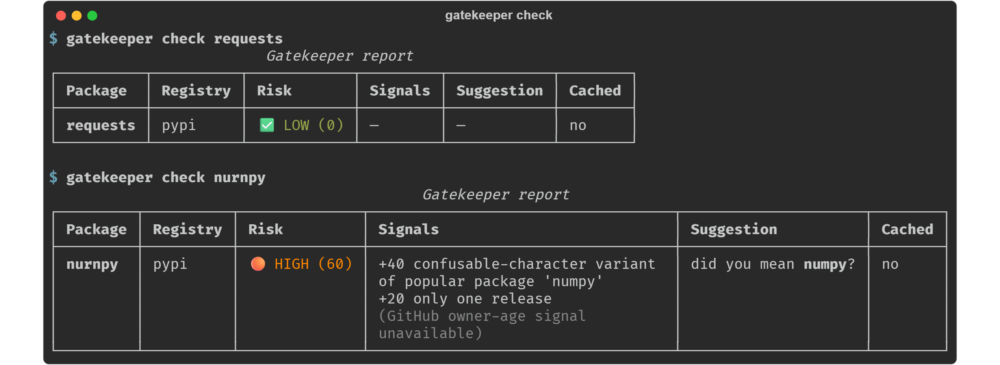 gatekeeper check
$ gatekeeper check requests
Gatekeeper report
Package Registry Risk Signals Suggestion Cached
requests pypi ✅ LOW (0) — — no
$ gatekeeper check nurnpy
Gatekeeper report
Package Registry Risk Signals Suggestion Cached
nurnpy pypi 🔴 HIGH (60) +40 confusable-character variant did you mean numpy? no
of popular package 'numpy'
+20 only one release
(GitHub owner-age signal
unavailable)